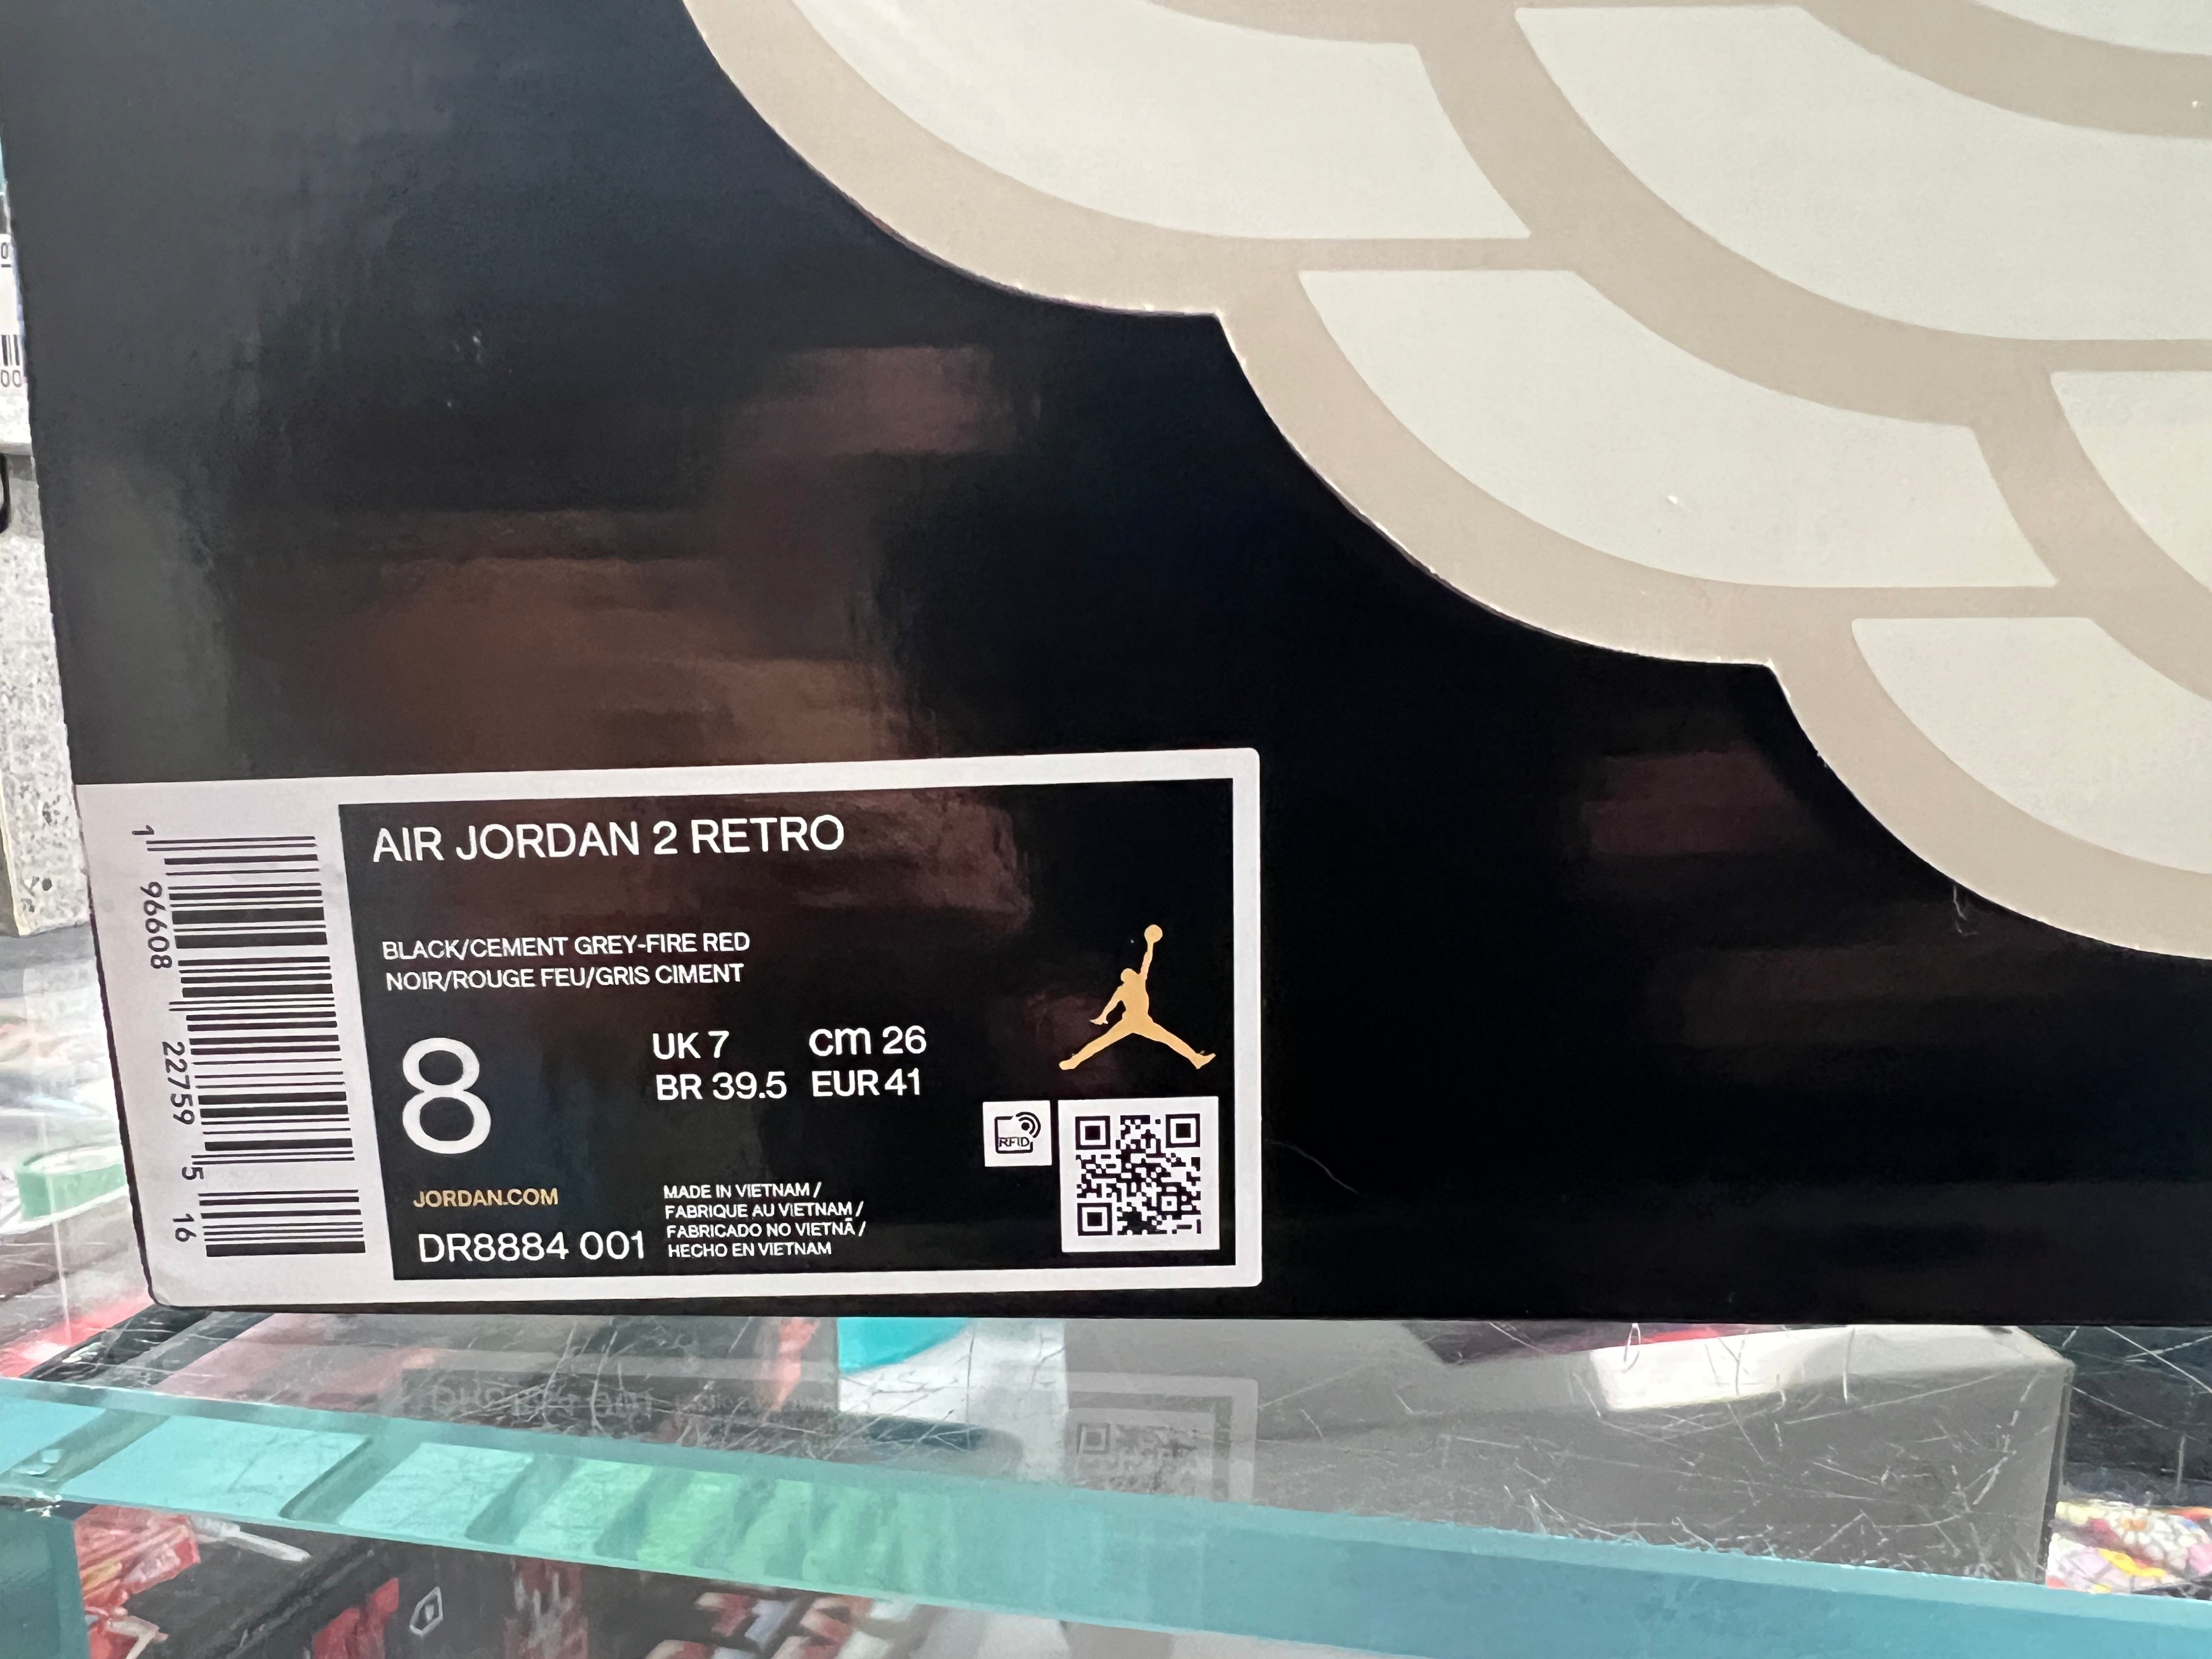 AIR JORDAN 2 RETRO
BLACK/CEMENT GREY-FIRE RED
NOIR/ROUGE FEU/GRIS CIMENT
8
UK 7 cm 26
BR 39.5 EUR 41
RFID
JORDAN.COM
DR8884 001
MADE IN VIETNAM /
FABRIQUE AU VIETNAM /
FABRICADO NO VIETNÃ /
HECHO EN VIETNAM
1 96608 22759 5 16
00